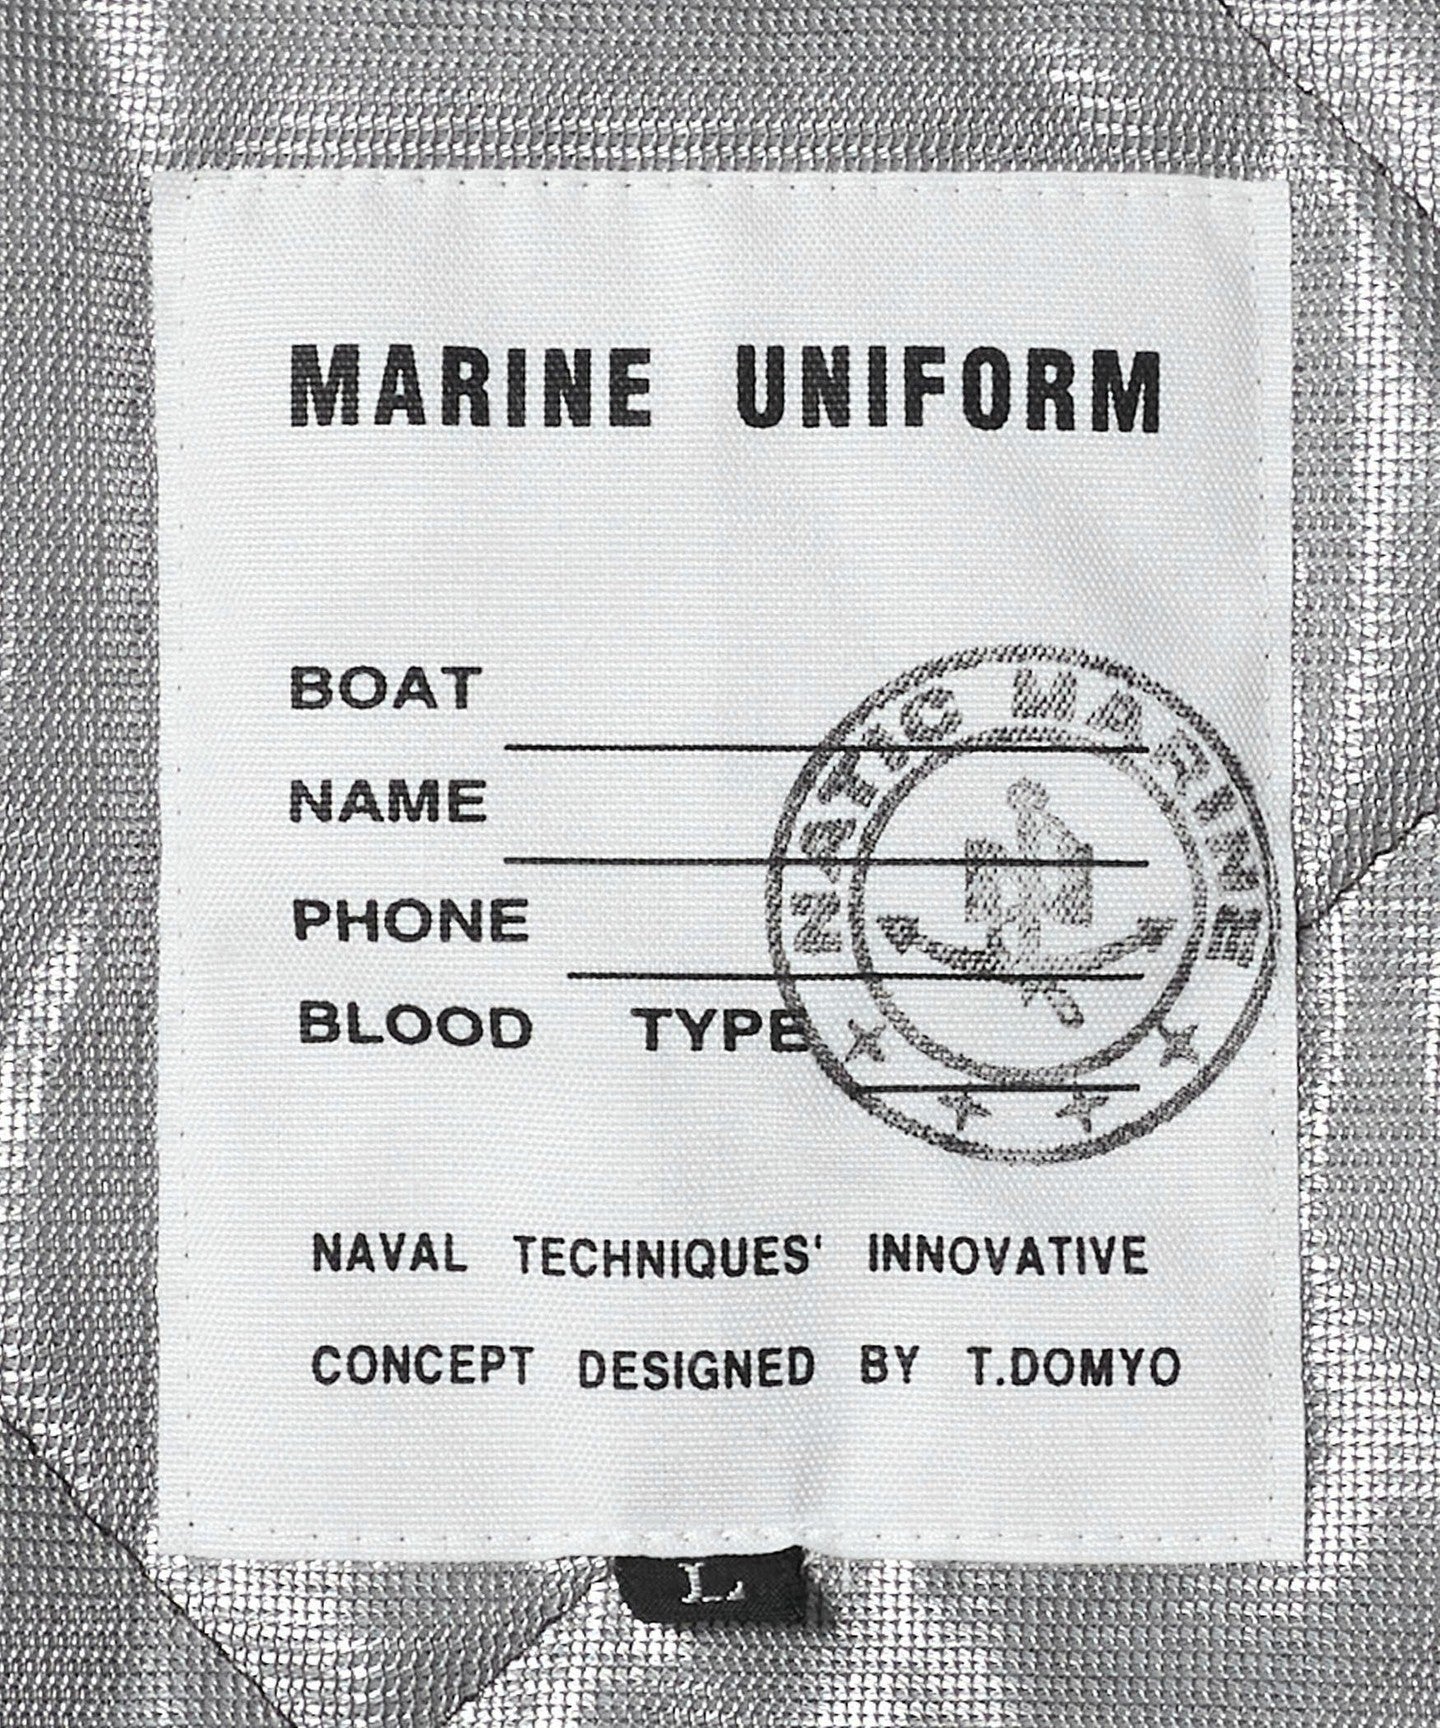 MARINE UNIFORM
BOAT
NAME
PHONE
BLOOD TYPE
NATIC MARINE
NAVAL TECHNIQUES' INNOVATIVE
CONCEPT DESIGNED BY T.DOMYO
L